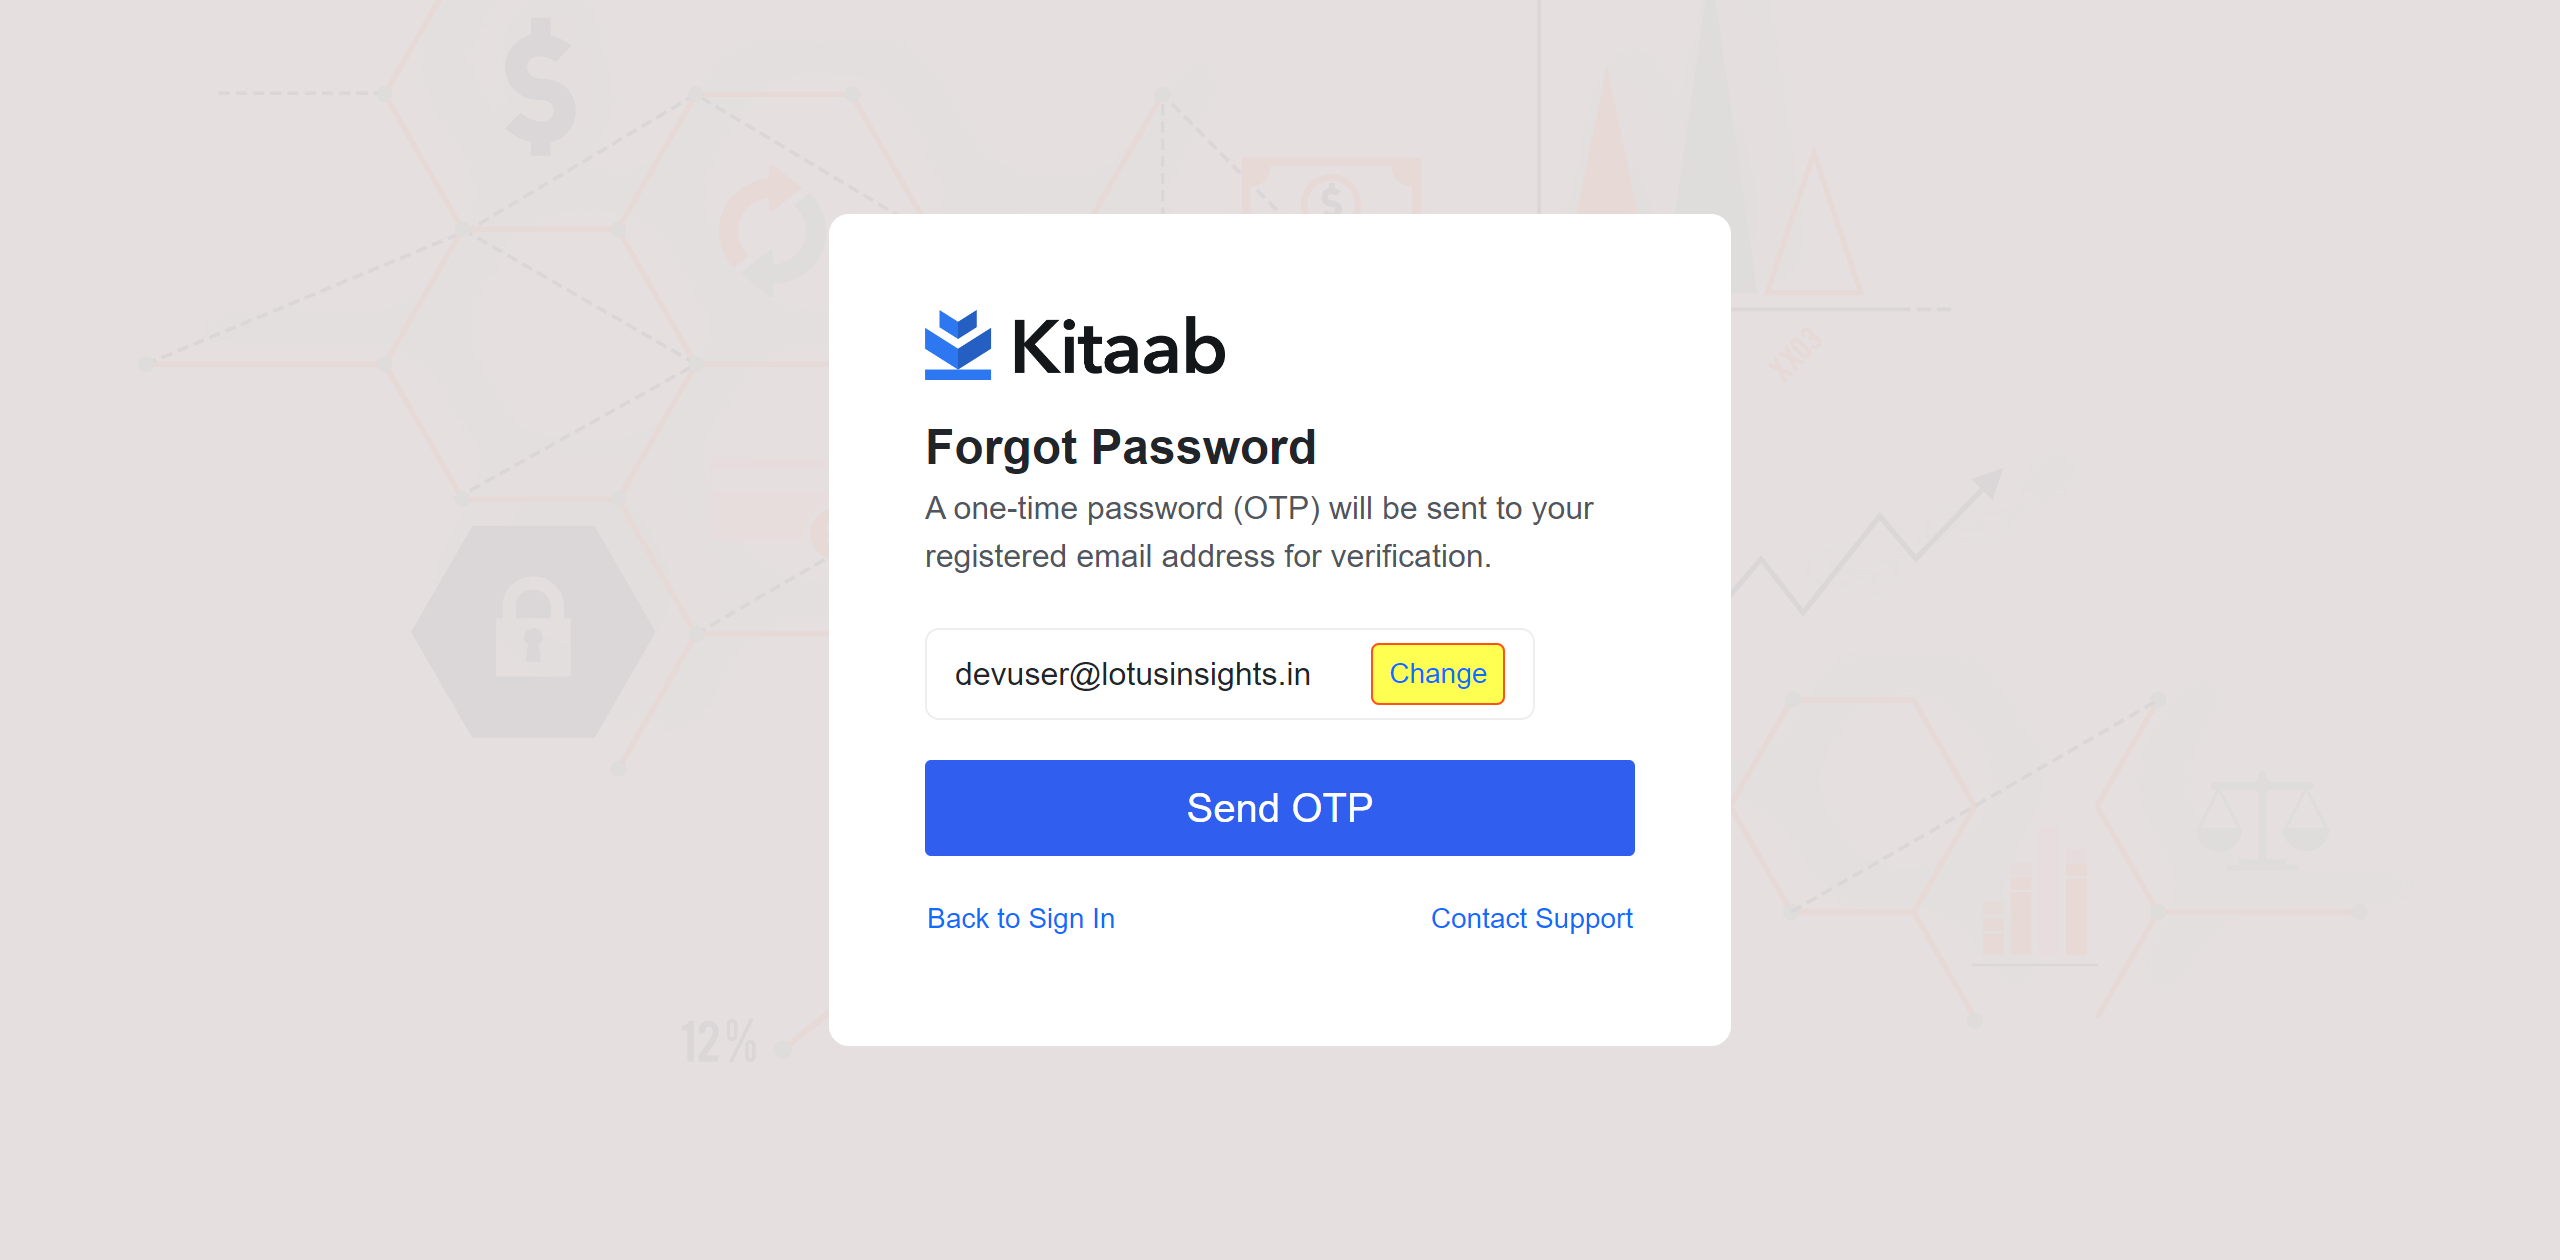 $
$
XXD3
Kitaab
Forgot Password
A one-time password (OTP) will be sent to your
registered email address for verification.
devuser@lotusinsights.in Change
Send OTP
Back to Sign In Contact Support
12%